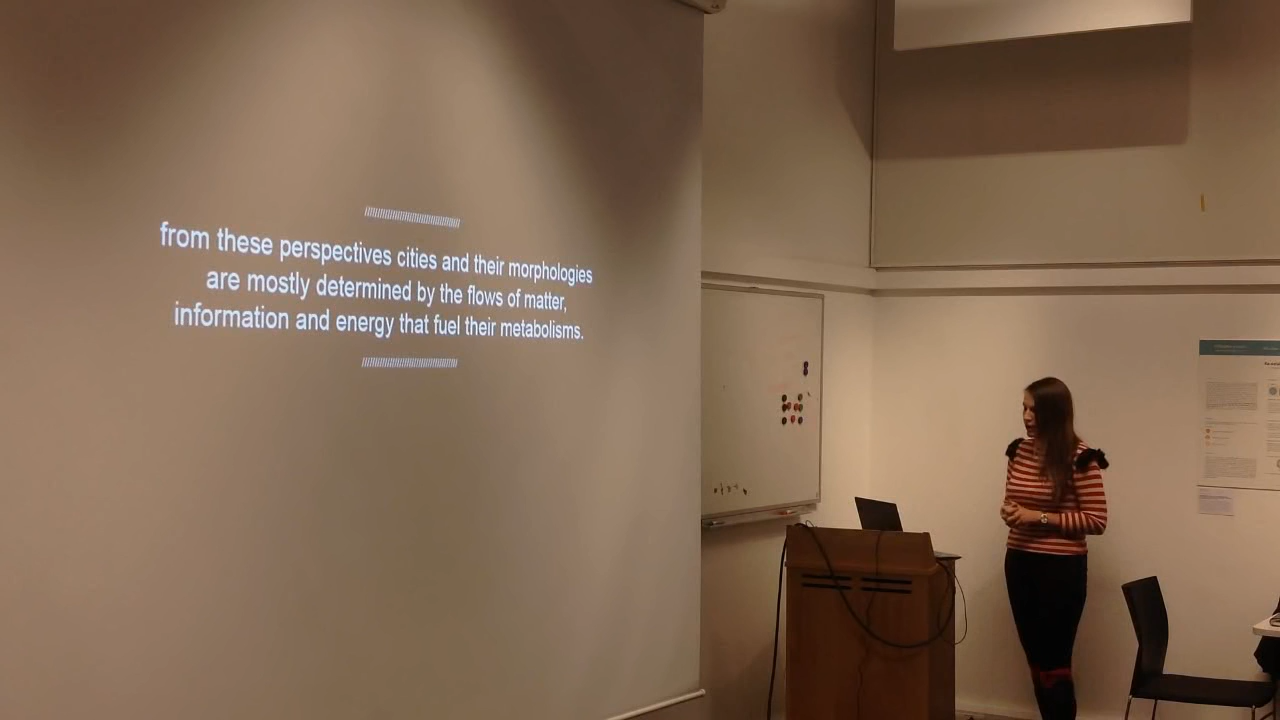 from these perspectives cities and their morphologies
are mostly determined by the flows of matter,
information and energy that fuel their metabolisms.